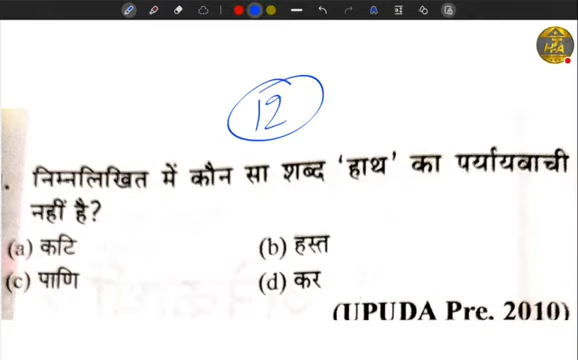 12
. निम्नलिखित में कौन सा शब्द ‘हाथ’ का पर्यायवाची
नहीं है?
(a) कटि (b) हस्त
(c) पाणि (d) कर
(UPUDA Pre. 2010)